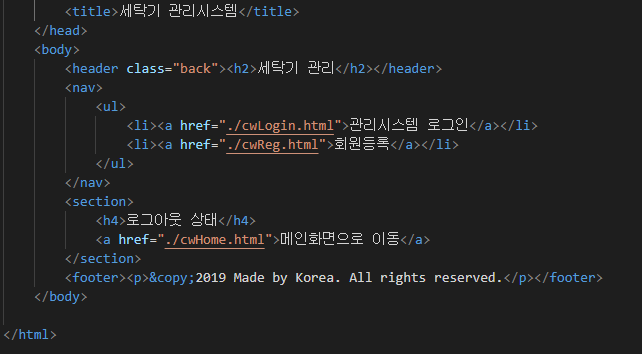 <title>세탁기 관리시스템</title>
</head>
<body>
<header class="back"><h2>세탁기 관리</h2></header>
<nav>
<ul>
<li><a href="./cwLogin.html">관리시스템 로그인</a></li>
<li><a href="./cwReg.html">회원등록</a></li>
</ul>
</nav>
<section>
<h4>로그아웃 상태</h4>
<a href="./cwHome.html">메인화면으로 이동</a>
</section>
<footer><p>&copy;2019 Made by Korea. All rights reserved.</p></footer>
</body>
</html>